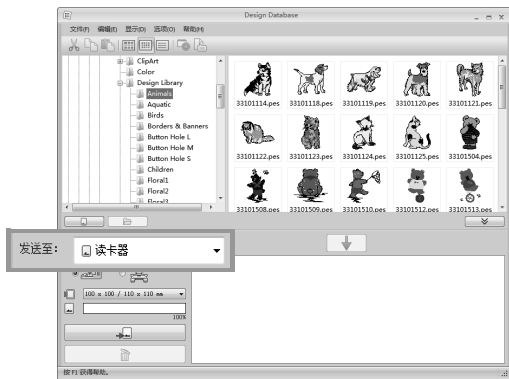 Design Database
文件(F) 编辑(E) 显示(D) 选项(O) 帮助(H)
ClipArt
Color
Design Library
Animals
Aquatic
Birds
Borders & Banners
Button Hole L
Button Hole M
Button Hole S
Children
Floral1
Floral2
Floral3
33101114.pes 33101118.pes 33101119.pes 33101120.pes 33101121.pes
33101122.pes 33101123.pes 33101124.pes 33101125.pes 33101504.pes
33101508.pes 33101509.pes 33101510.pes 33101512.pes 33101513.pes
发送至: 读卡器
100 x 100 / 110 x 110 mm
100%
按 F1 获得帮助。